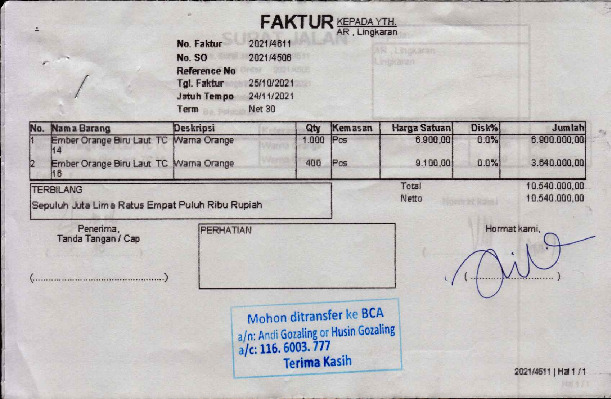 FAKTUR KEPADA YTH.
AR , Lingkaran
No. Faktur 2021/4611
No. SO 2021/4506
Reference No
Tgl. Faktur 25/10/2021
Jatuh Tempo 24/11/2021
Term Net 30
No. Nama Barang Deskripsi Qty Kemasan Harga Satuan Disk% Jumlah
1 Ember Orange Biru Laut TC 14 Warna Orange 1.000 Pcs 6.900,00 0.0% 6.900.000,00
2 Ember Orange Biru Laut TC 16 Warna Orange 400 Pcs 9.100,00 0.0% 3.640.000,00
TERBILANG Total 10.540.000,00
Sepuluh Juta Lima Ratus Empat Puluh Ribu Rupiah Netto 10.540.000,00
Penerima, PERHATIAN Hormat kami,
Tanda Tangan / Cap
(......................................) (......................)
Mohon ditransfer ke BCA
a/n: Andi Gozaling or Husin Gozaling
a/c: 116. 6003. 777
Terima Kasih
2021/4611 | Hal 1 / 1